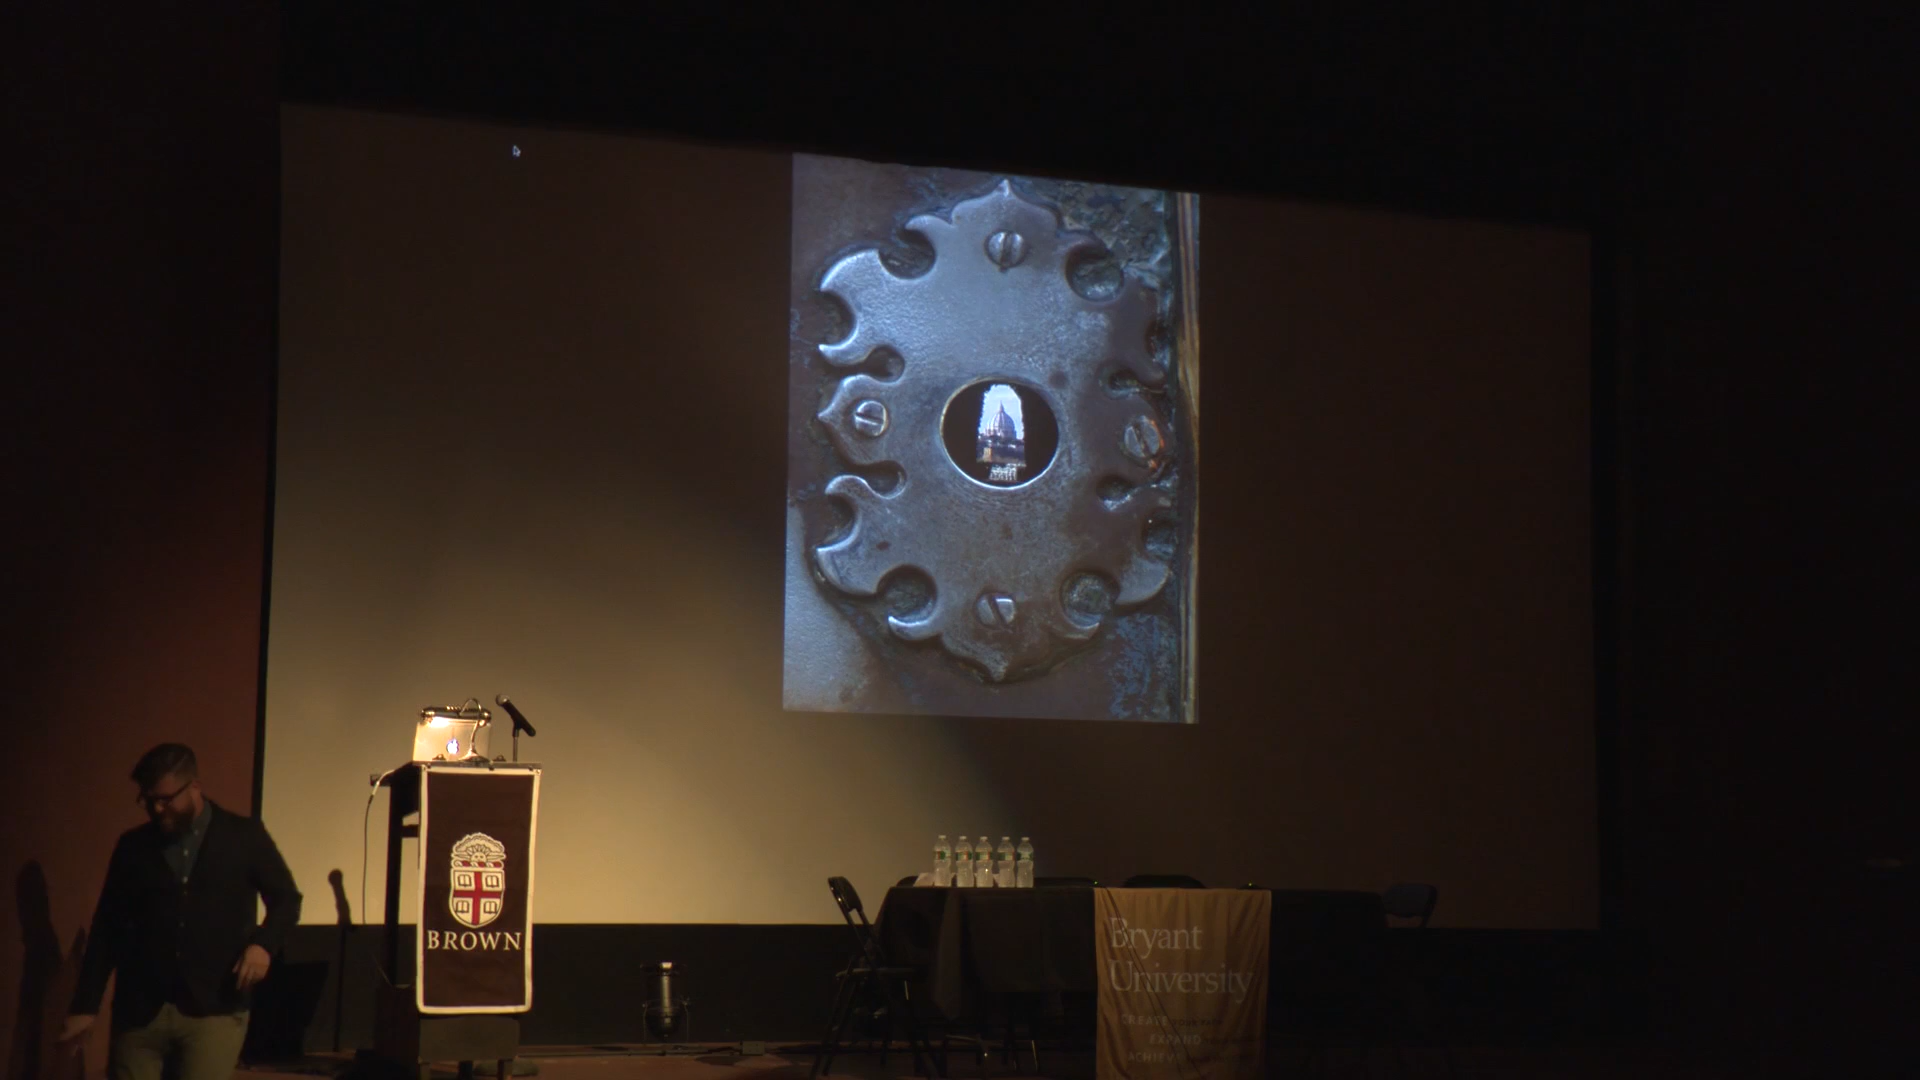 BROWN
Bryant
University
CREATE
EXPAND
ACHIEVE